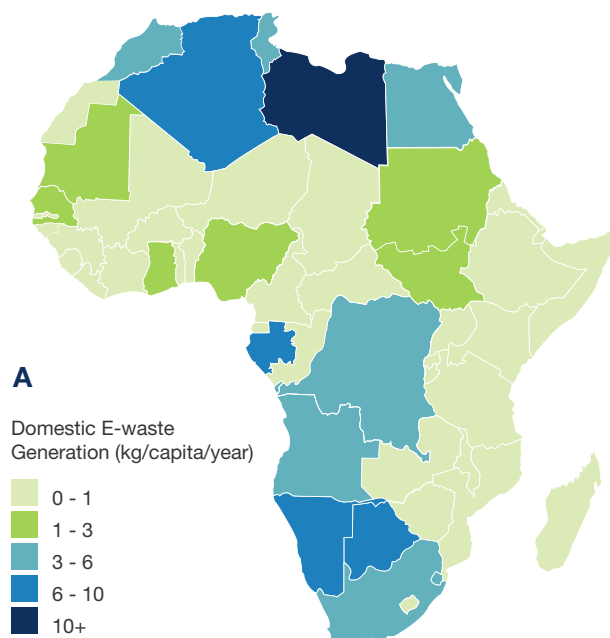 A
Domestic E-waste
Generation (kg/capita/year)
0 - 1
1 - 3
3 - 6
6 - 10
10+